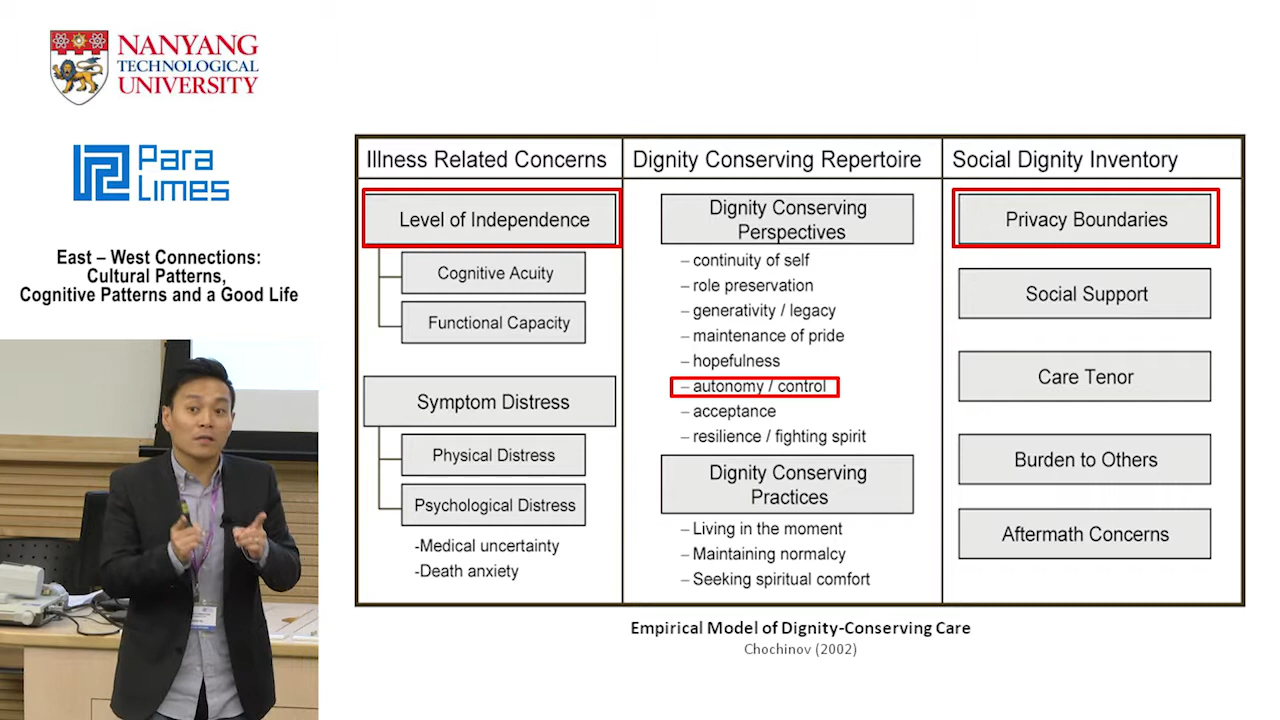 NANYANG
TECHNOLOGICAL
UNIVERSITY
Para
Limes
East – West Connections:
Cultural Patterns,
Cognitive Patterns and a Good Life
Illness Related Concerns
Level of Independence
Cognitive Acuity
Functional Capacity
Symptom Distress
Physical Distress
Psychological Distress
-Medical uncertainty
-Death anxiety
Dignity Conserving Repertoire
Dignity Conserving
Perspectives
– continuity of self
– role preservation
– generativity / legacy
– maintenance of pride
– hopefulness
– autonomy / control
– acceptance
– resilience / fighting spirit
Dignity Conserving
Practices
– Living in the moment
– Maintaining normalcy
– Seeking spiritual comfort
Social Dignity Inventory
Privacy Boundaries
Social Support
Care Tenor
Burden to Others
Aftermath Concerns
Empirical Model of Dignity-Conserving Care
Chochinov (2002)